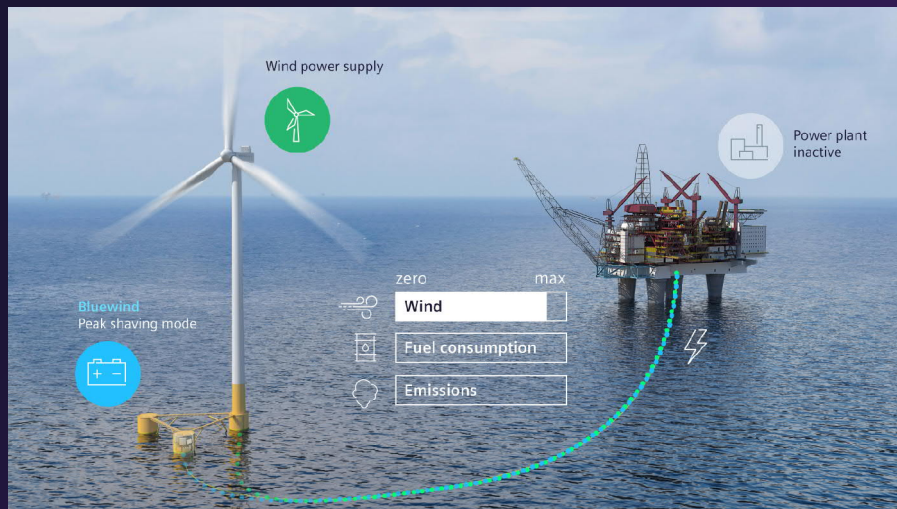 Wind power supply
Power plant
inactive
zero max
Wind
Bluewind
Peak shaving mode
Fuel consumption
Emissions